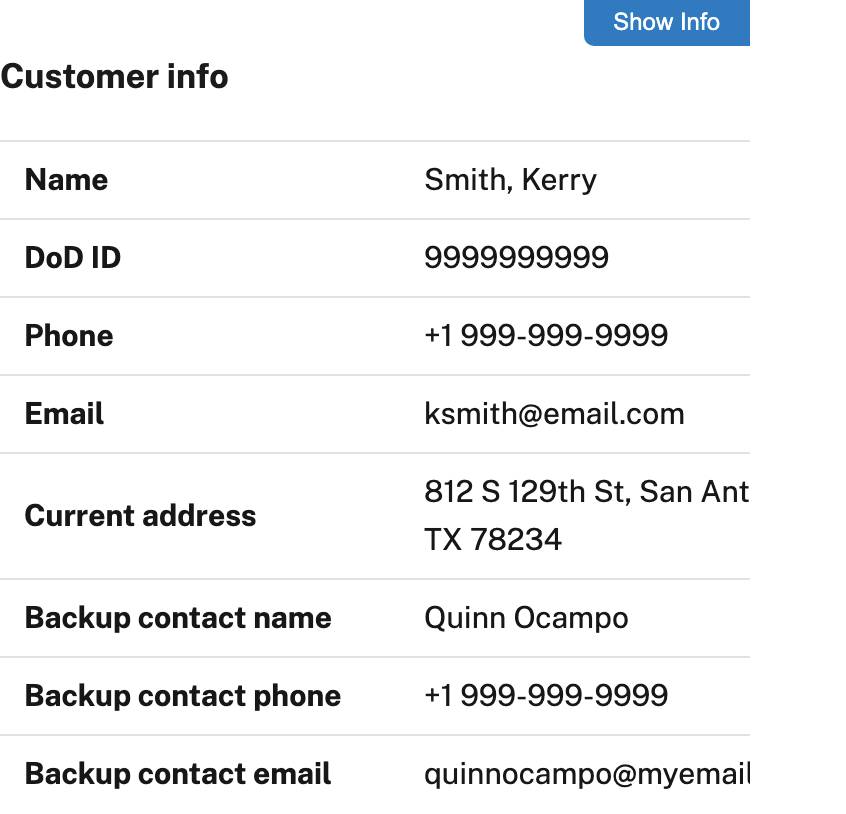 Show Info
Customer info
Name Smith, Kerry
DoD ID 9999999999
Phone +1 999-999-9999
Email ksmith@email.com
Current address 812 S 129th St, San Ant
TX 78234
Backup contact name Quinn Ocampo
Backup contact phone +1 999-999-9999
Backup contact email quinnocampo@myemail